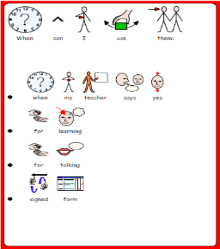 When can I use them:
when my teacher says yes
for learning
for talking
signed form